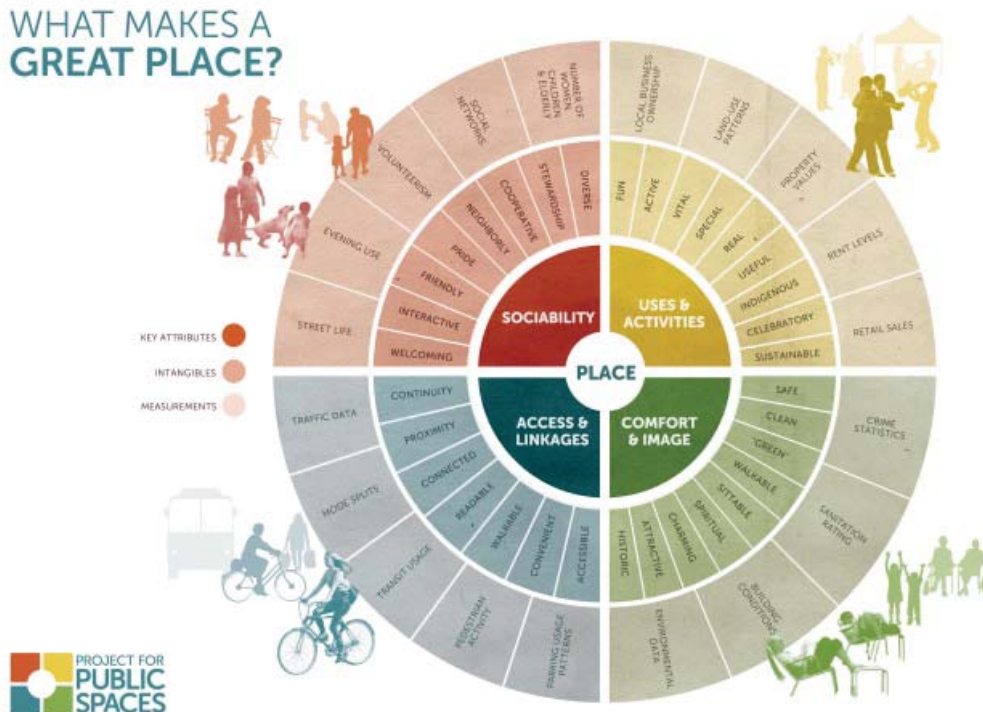 WHAT MAKES A
GREAT PLACE?
NUMBER OF
WOMEN,
CHILDREN
& ELDERLY
SOCIAL
NETWORKS
VOLUNTEERISM
EVENING USE
STREET LIFE
DIVERSE
STEWARDSHIP
COOPERATIVE
NEIGHBORLY
PRIDE
FRIENDLY
INTERACTIVE
WELCOMING
SOCIABILITY
LOCAL BUSINESS
OWNERSHIP
LAND-USE
PATTERNS
PROPERTY
VALUES
RENT LEVELS
RETAIL SALES
FUN
ACTIVE
VITAL
SPECIAL
REAL
USEFUL
INDIGENOUS
CELEBRATORY
SUSTAINABLE
USES &
ACTIVITIES
PLACE
KEY ATTRIBUTES
INTANGIBLES
MEASUREMENTS
ACCESS &
LINKAGES
CONTINUITY
PROXIMITY
CONNECTED
READABLE
WALKABLE
CONVENIENT
ACCESSIBLE
TRAFFIC DATA
MODE SPLITS
TRANSIT USAGE
PEDESTRIAN
ACTIVITY
PARKING USAGE
PATTERNS
COMFORT
& IMAGE
SAFE
CLEAN
"GREEN"
WALKABLE
SITTABLE
SPIRITUAL
CHARMING
ATTRACTIVE
HISTORIC
CRIME
STATISTICS
SANITATION
RATING
BUILDING
CONDITIONS
ENVIRONMENTAL
DATA
PROJECT FOR
PUBLIC
SPACES